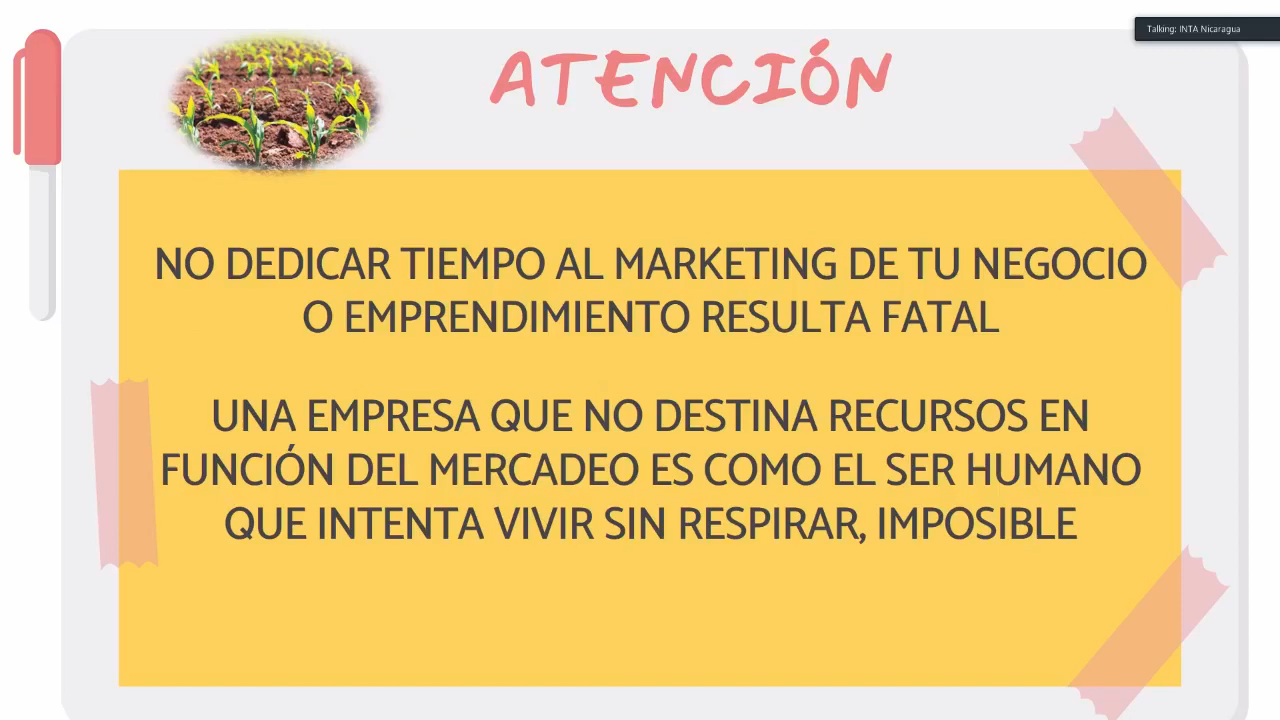 Talking: INTA Nicaragua
ATENCIÓN
NO DEDICAR TIEMPO AL MARKETING DE TU NEGOCIO
O EMPRENDIMIENTO RESULTA FATAL
UNA EMPRESA QUE NO DESTINA RECURSOS EN
FUNCIÓN DEL MERCADEO ES COMO EL SER HUMANO
QUE INTENTA VIVIR SIN RESPIRAR, IMPOSIBLE